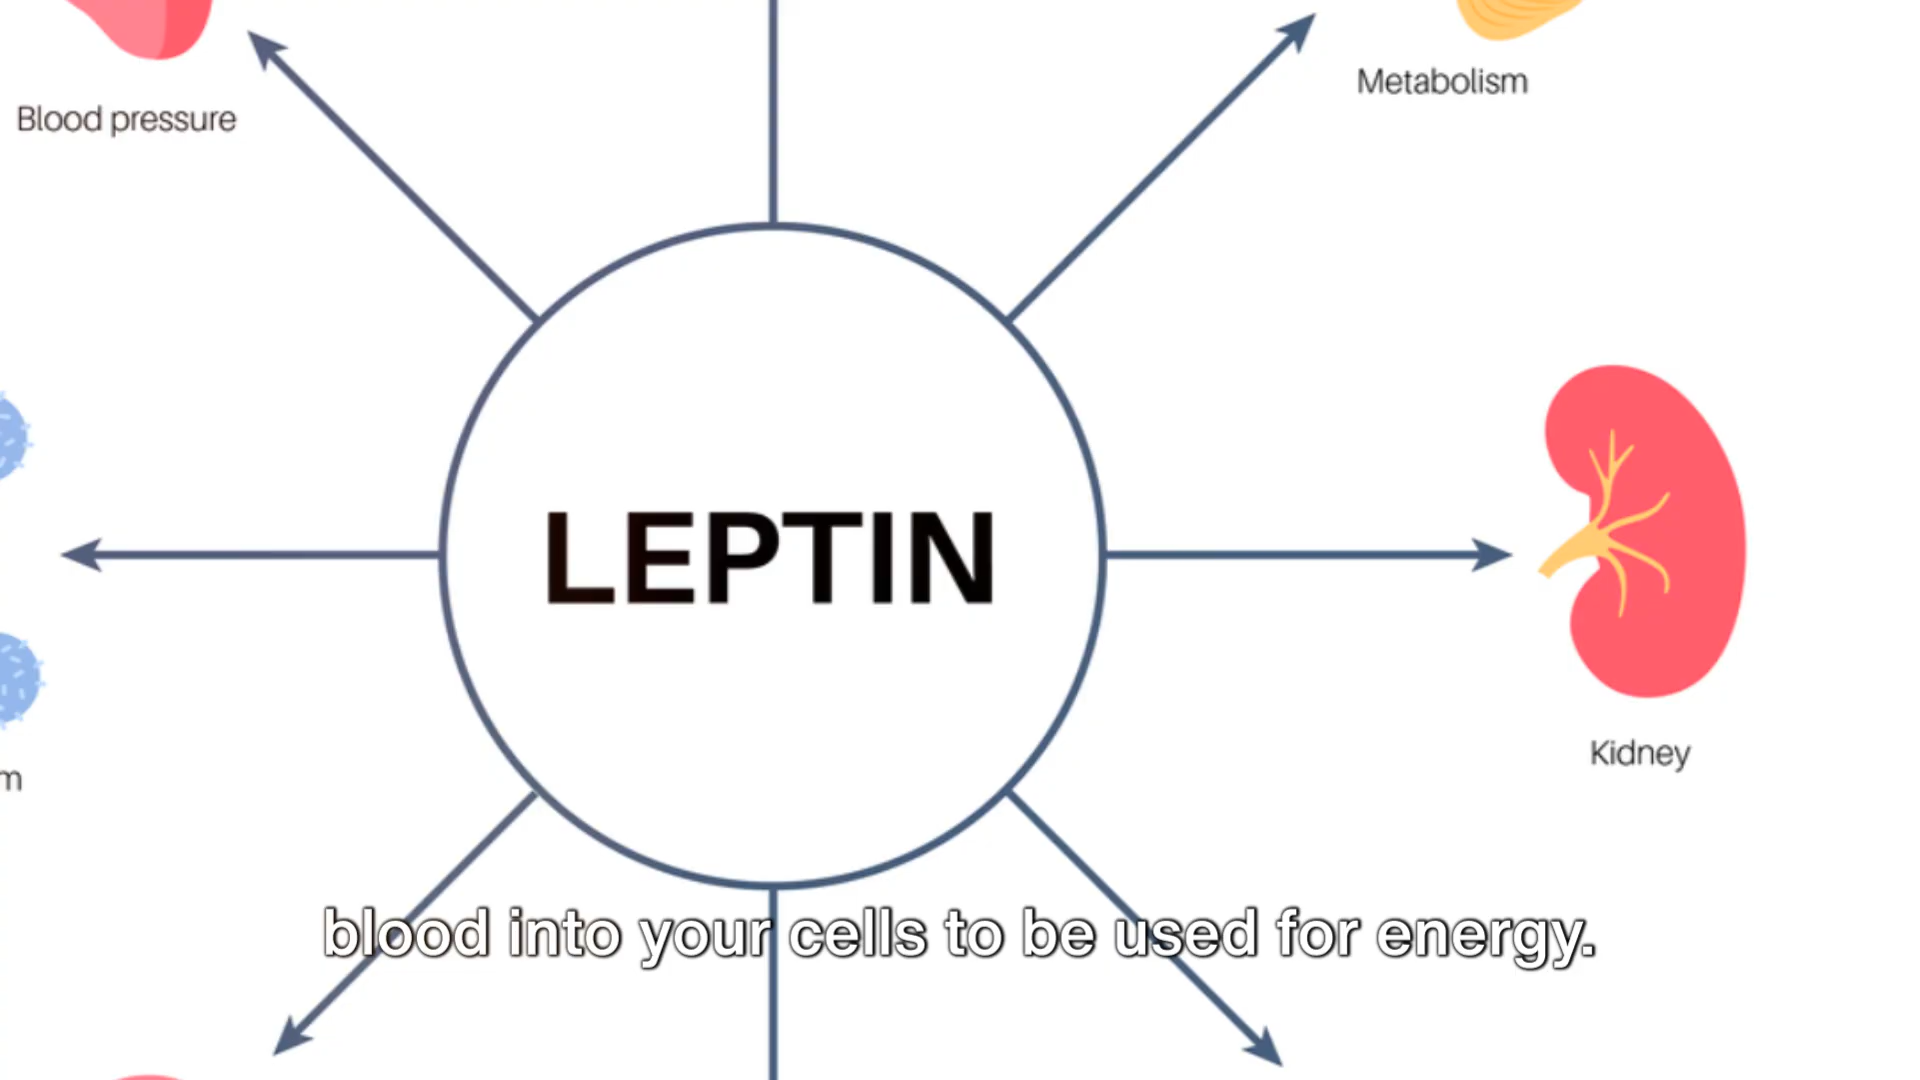 Metabolism
Blood pressure
LEPTIN
Kidney
m
blood into your cells to be used for energy.